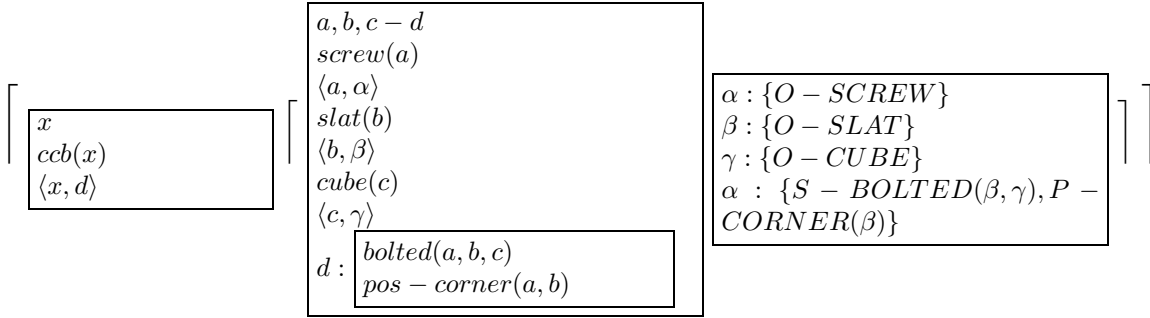 x
ccb(x)
⟨x, d⟩
a, b, c − d
screw(a)
⟨a, α⟩
slat(b)
⟨b, β⟩
cube(c)
⟨c, γ⟩
d :
bolted(a, b, c)
pos − corner(a, b)
α : {O − SCREW}
β : {O − SLAT}
γ : {O − CUBE}
α : {S − BOLTED(β, γ), P −
CORNER(β)}